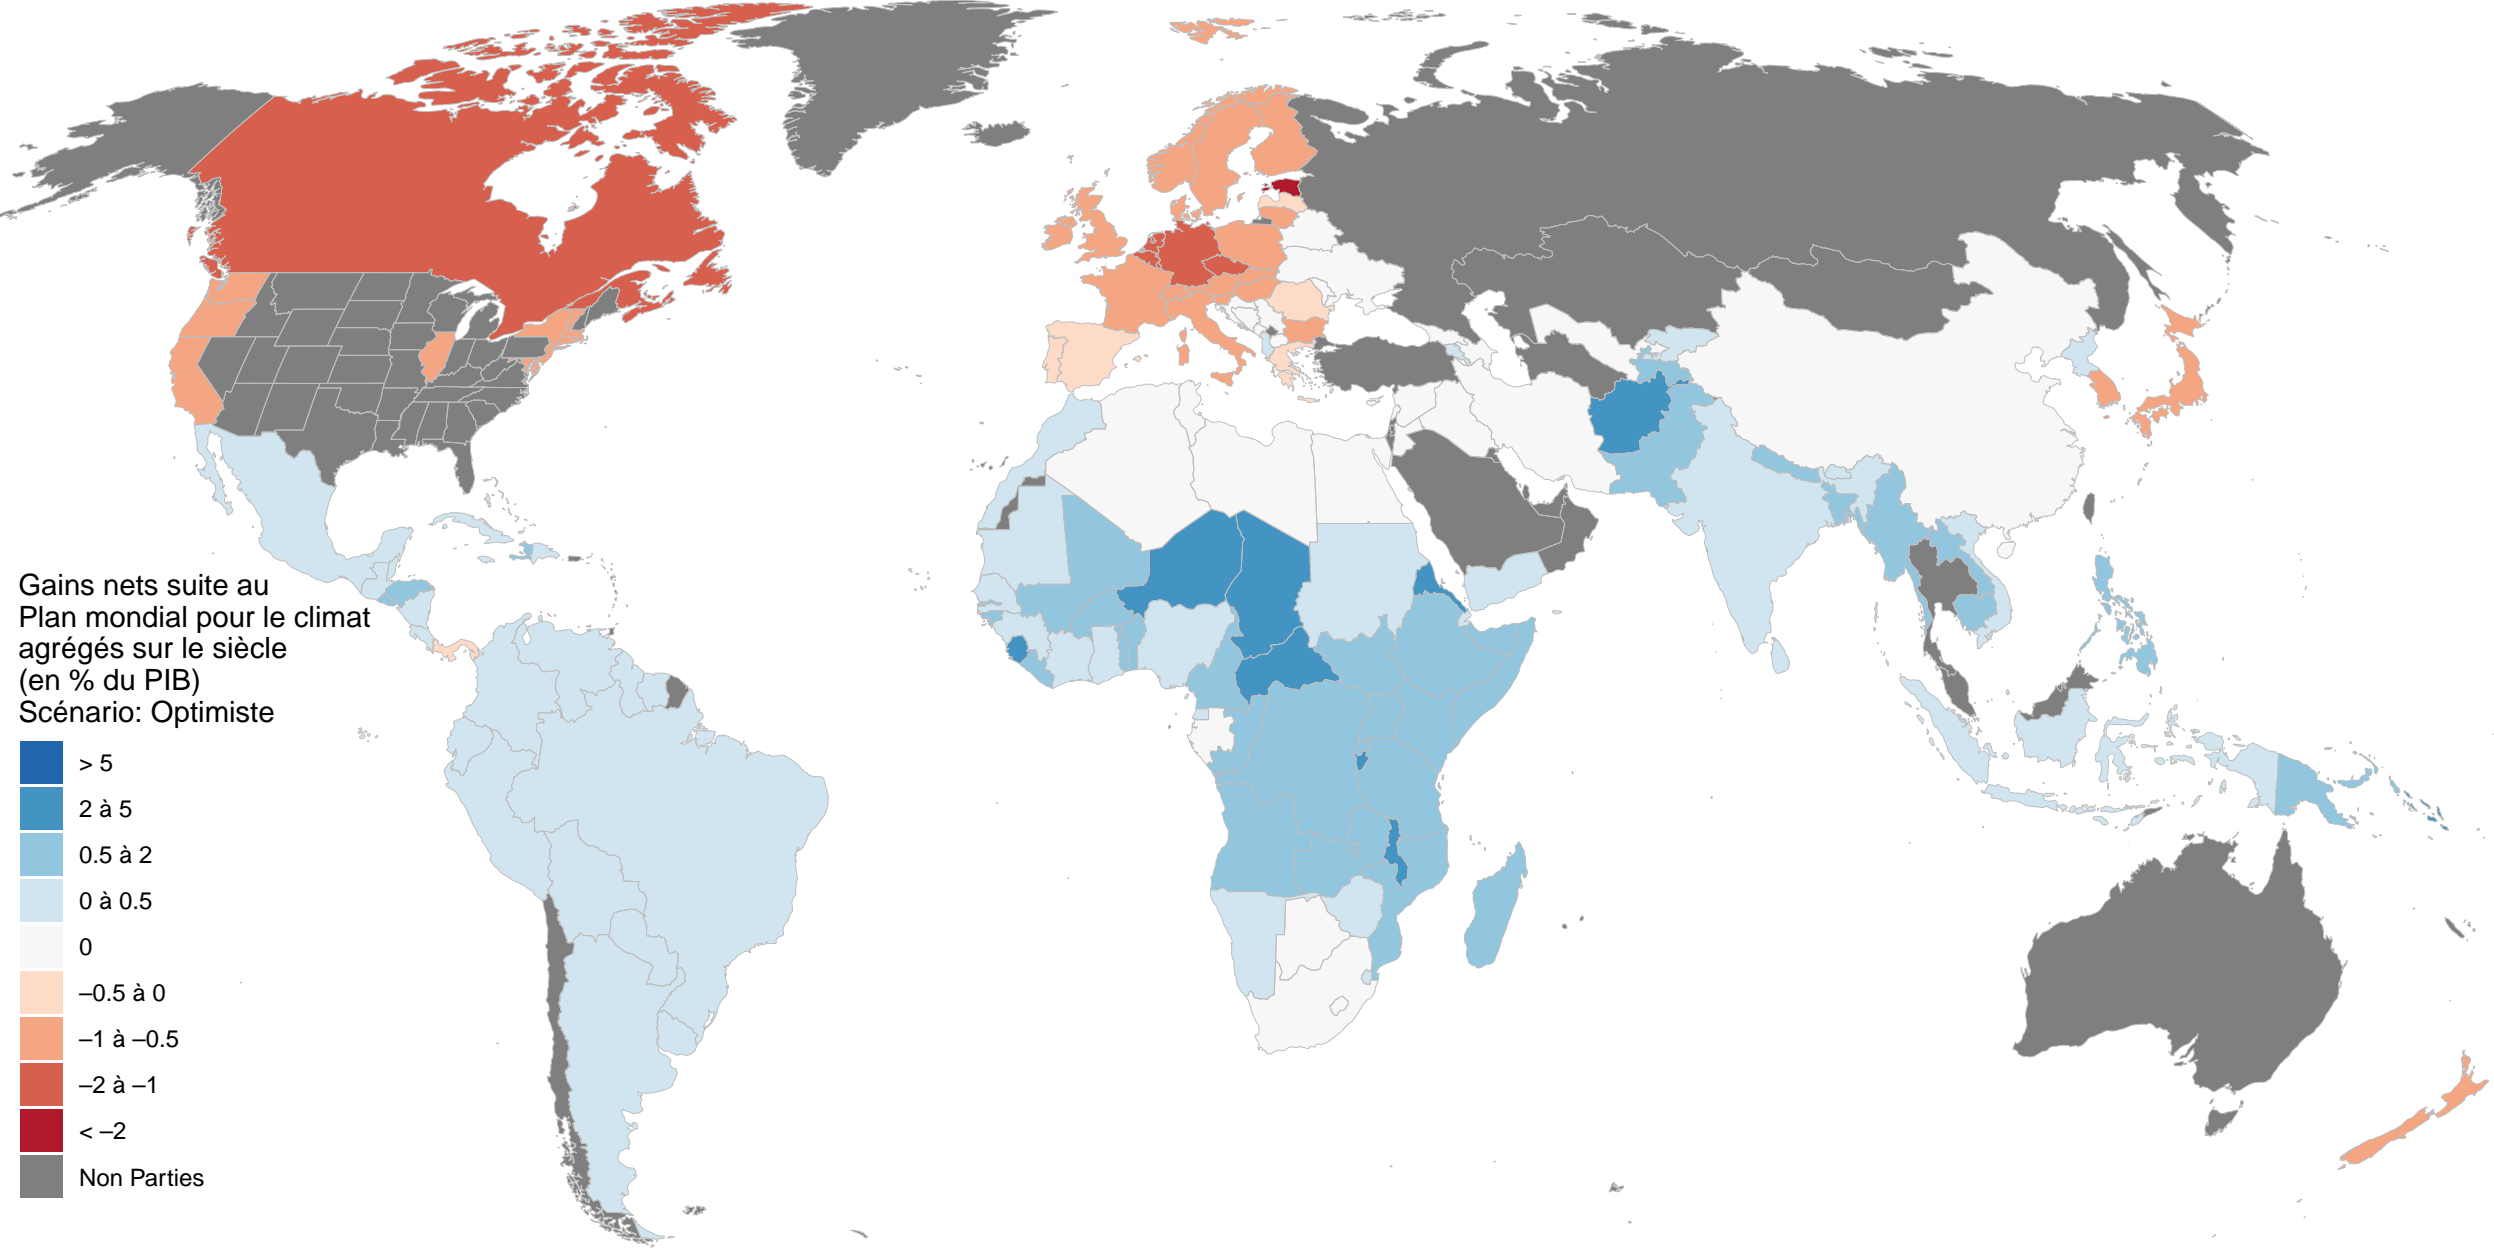 Gains nets suite au
Plan mondial pour le climat
agrégés sur le siècle
(en % du PIB)
Scénario: Optimiste
> 5
2 à 5
0.5 à 2
0 à 0.5
0
–0.5 à 0
–1 à –0.5
–2 à –1
< –2
Non Parties